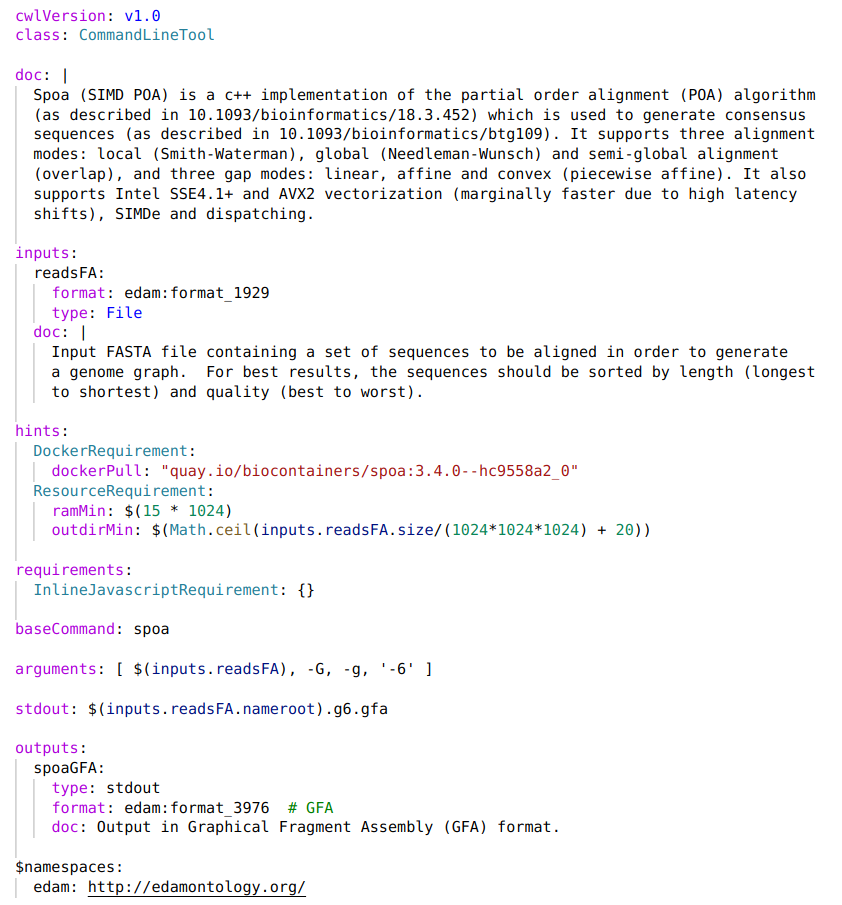 cwlVersion: v1.0
class: CommandLineTool

doc: |
  Spoa (SIMD POA) is a c++ implementation of the partial order alignment (POA) algorithm
  (as described in 10.1093/bioinformatics/18.3.452) which is used to generate consensus
  sequences (as described in 10.1093/bioinformatics/btg109). It supports three alignment
  modes: local (Smith-Waterman), global (Needleman-Wunsch) and semi-global alignment
  (overlap), and three gap modes: linear, affine and convex (piecewise affine). It also
  supports Intel SSE4.1+ and AVX2 vectorization (marginally faster due to high latency
  shifts), SIMDe and dispatching.

inputs:
  readsFA:
    format: edam:format_1929
    type: File
  doc: |
    Input FASTA file containing a set of sequences to be aligned in order to generate
    a genome graph.  For best results, the sequences should be sorted by length (longest
    to shortest) and quality (best to worst).

hints:
  DockerRequirement:
    dockerPull: "quay.io/biocontainers/spoa:3.4.0--hc9558a2_0"
  ResourceRequirement:
    ramMin: $(15 * 1024)
    outdirMin: $(Math.ceil(inputs.readsFA.size/(1024*1024*1024) + 20))

requirements:
  InlineJavascriptRequirement: {}

baseCommand: spoa

arguments: [ $(inputs.readsFA), -G, -g, '-6' ]

stdout: $(inputs.readsFA.nameroot).g6.gfa

outputs:
  spoaGFA:
    type: stdout
    format: edam:format_3976  # GFA
    doc: Output in Graphical Fragment Assembly (GFA) format.

$namespaces:
  edam: http://edamontology.org/